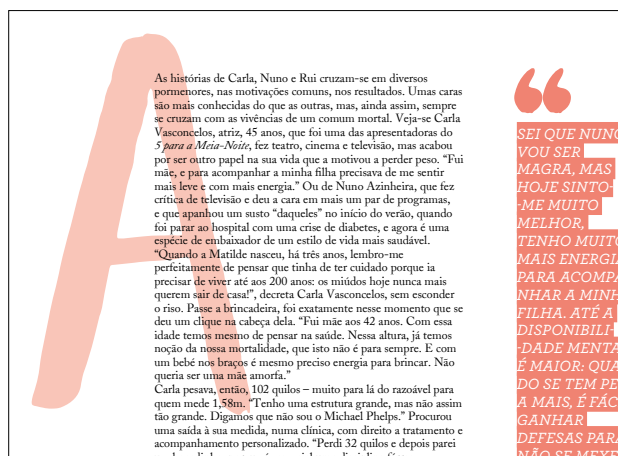 A
As histórias de Carla, Nuno e Rui cruzam-se em diversos
pormenores, nas motivações comuns, nos resultados. Umas caras
são mais conhecidas do que as outras, mas, ainda assim, sempre
se cruzam com as vivências de um comum mortal. Veja-se Carla
Vasconcelos, atriz, 45 anos, que foi uma das apresentadoras do
5 para a Meia-Noite, fez teatro, cinema e televisão, mas acabou
por ser outro papel na sua vida que a motivou a perder peso. “Fui
mãe, e para acompanhar a minha filha precisava de me sentir
mais leve e com mais energia.” Ou de Nuno Azinheira, que fez
crítica de televisão e deu a cara em mais um par de programas,
e que apanhou um susto “daqueles” no início do verão, quando
foi parar ao hospital com uma crise de diabetes, e agora é uma
espécie de embaixador de um estilo de vida mais saudável.
“Quando a Matilde nasceu, há três anos, lembro-me
perfeitamente de pensar que tinha de ter cuidado porque ia
precisar de viver até aos 200 anos: os miúdos hoje nunca mais
querem sair de casa!”, decreta Carla Vasconcelos, sem esconder
o riso. Passe a brincadeira, foi exatamente nesse momento que se
deu um clique na cabeça dela. “Fui mãe aos 42 anos. Com essa
idade temos mesmo de pensar na saúde. Nessa altura, já temos
noção da nossa mortalidade, que isto não é para sempre. E com
um bebé nos braços é mesmo preciso energia para brincar. Não
queria ser uma mãe amorfa.”
Carla pesava, então, 102 quilos – muito para lá do razoável para
quem mede 1,58m. “Tenho uma estrutura grande, mas não assim
tão grande. Digamos que não sou o Michael Phelps.” Procurou
uma saída à sua medida, numa clínica, com direito a tratamento e
acompanhamento personalizado. “Perdi 32 quilos e depois parei
“
SEI QUE NUNC
VOU SER
MAGRA, MAS
HOJE SINTO-
-ME MUITO
MELHOR,
TENHO MUITO
MAIS ENERGIA
PARA ACOMPA
NHAR A MINH
FILHA. ATÉ A
DISPONIBILI-
-DADE MENTA
É MAIOR: QUA
DO SE TEM PE
A MAIS, É FÁC
GANHAR
DEFESAS PARA
NÃO SE MEXE